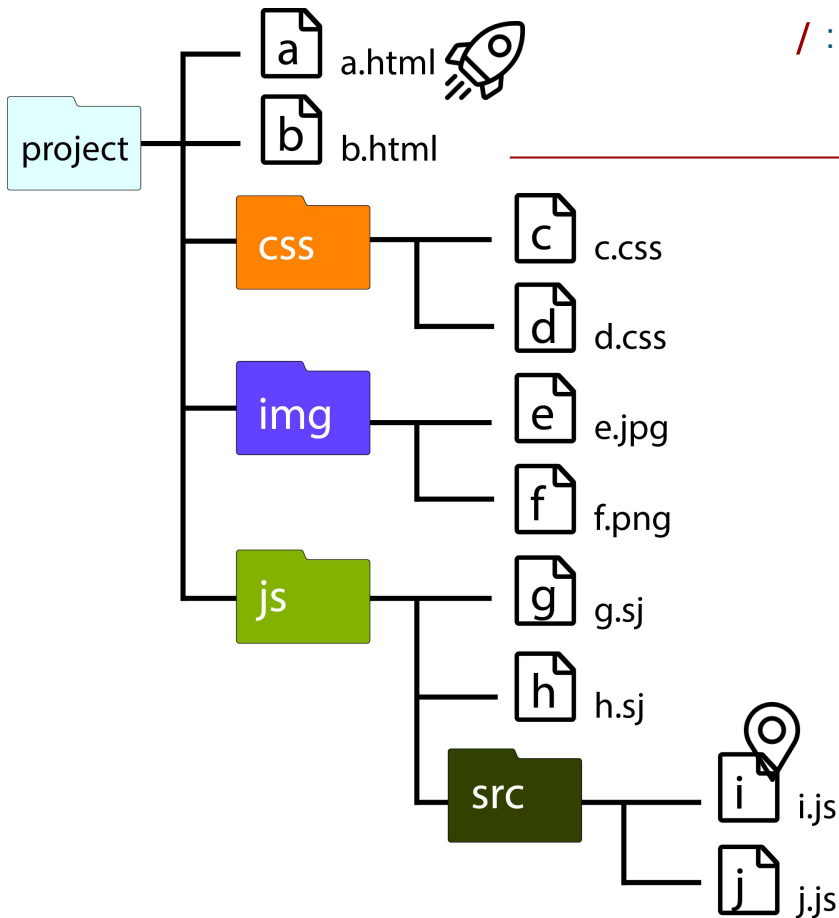 a
a.html
/ :
project
b
b.html
css
c
c.css
d
d.css
img
e
e.jpg
f
f.png
js
g
g.sj
h
h.sj
src
i
i.js
j
j.js